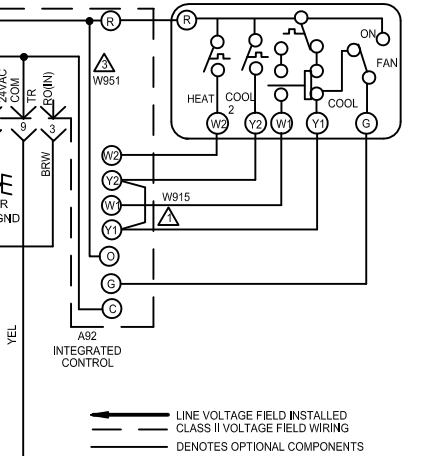 R
R
ON
FAN
3
W951
24VAC
COM
TR
RO(IN)
HEAT
COOL
2
COOL
9
3
W2
Y2
W1
Y1
G
W2
BRW
Y2
R
GND
W1
W915
1
Y1
O
G
C
YEL
A92
INTEGRATED
CONTROL
LINE VOLTAGE FIELD INSTALLED
CLASS II VOLTAGE FIELD WIRING
DENOTES OPTIONAL COMPONENTS